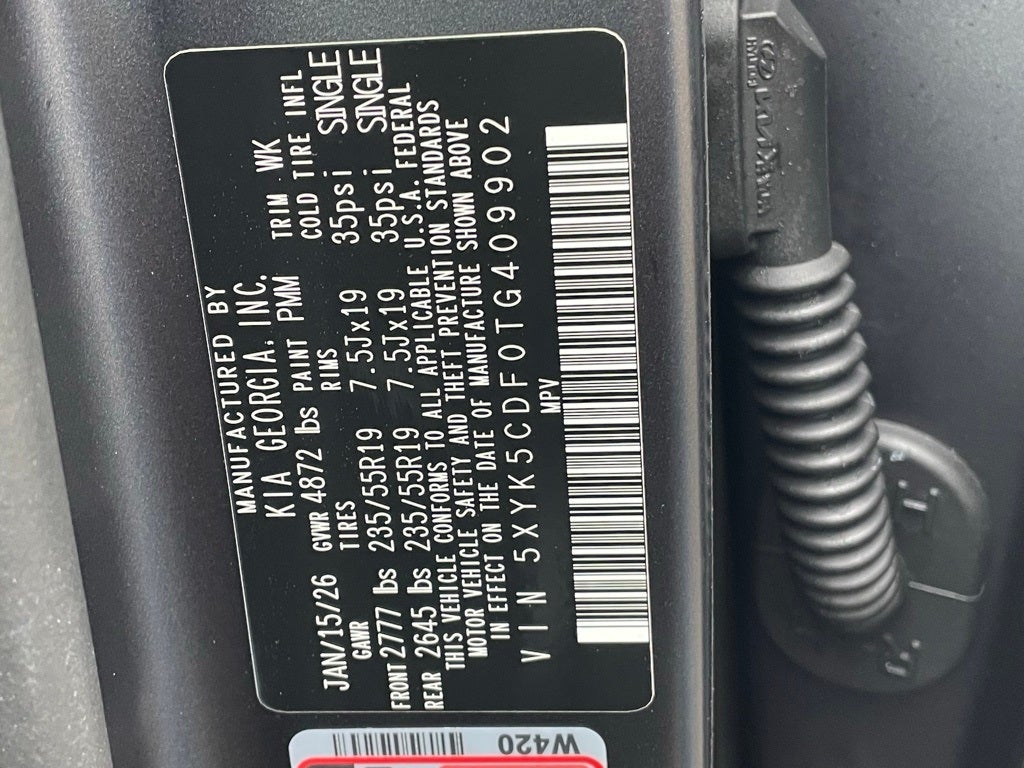 MANUFACTURED BY
KIA GEORGIA, INC.
JAN/15/26 GVWR 4872 lbs PAINT PMM TRIM WK
GAWR TIRES RIMS COLD TIRE INFL
FRONT 2777 lbs 235/55R19 7.5Jx19 35psi SINGLE
REAR 2645 lbs 235/55R19 7.5Jx19 35psi SINGLE
THIS VEHICLE CONFORMS TO ALL APPLICABLE U.S.A. FEDERAL
MOTOR VEHICLE SAFETY AND THEFT PREVENTION STANDARDS
IN EFFECT ON THE DATE OF MANUFACTURE SHOWN ABOVE
VIN 5XYK5CDF0TG409902
MPV
W420